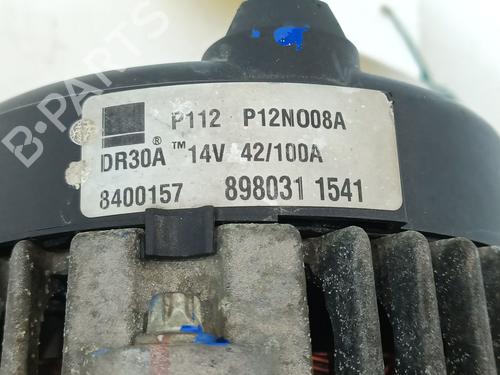 P112 P12NO08A
DR30A ® ™ 14V 42/100A
8400157 898031 1541
B-PARTS